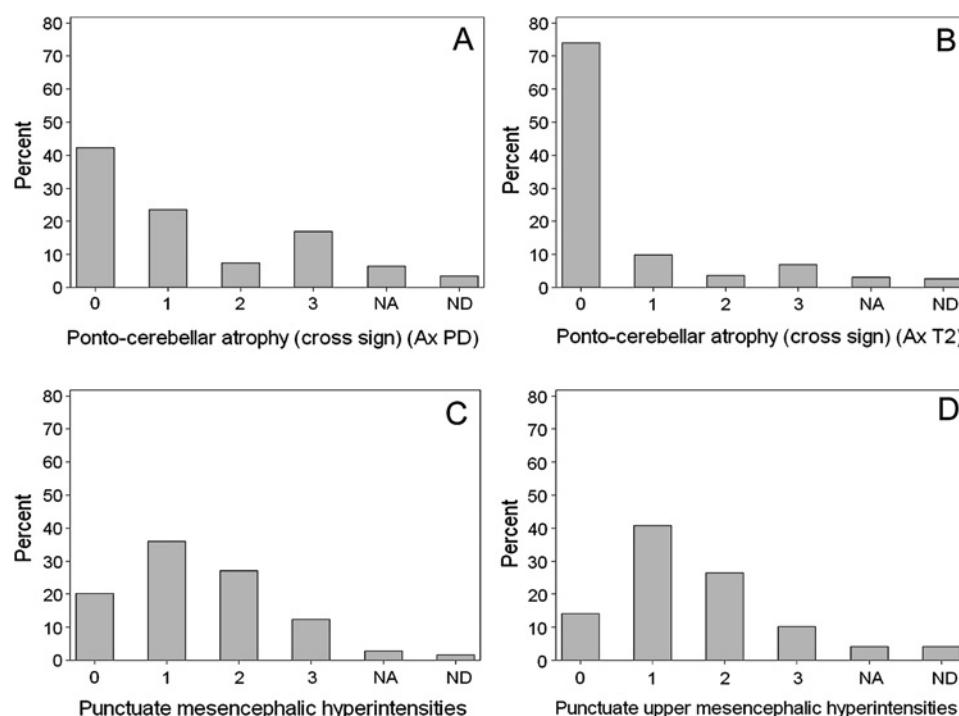 A
80
70
60
50
40
30
20
10
0
Percent
0 1 2 3 NA ND
Ponto-cerebellar atrophy (cross sign) (Ax PD)
B
80
70
60
50
40
30
20
10
0
Percent
0 1 2 3 NA ND
Ponto-cerebellar atrophy (cross sign) (Ax T2)
C
80
70
60
50
40
30
20
10
0
Percent
0 1 2 3 NA ND
Punctuate mesencephalic hyperintensities
D
80
70
60
50
40
30
20
10
0
Percent
0 1 2 3 NA ND
Punctuate upper mesencephalic hyperintensities